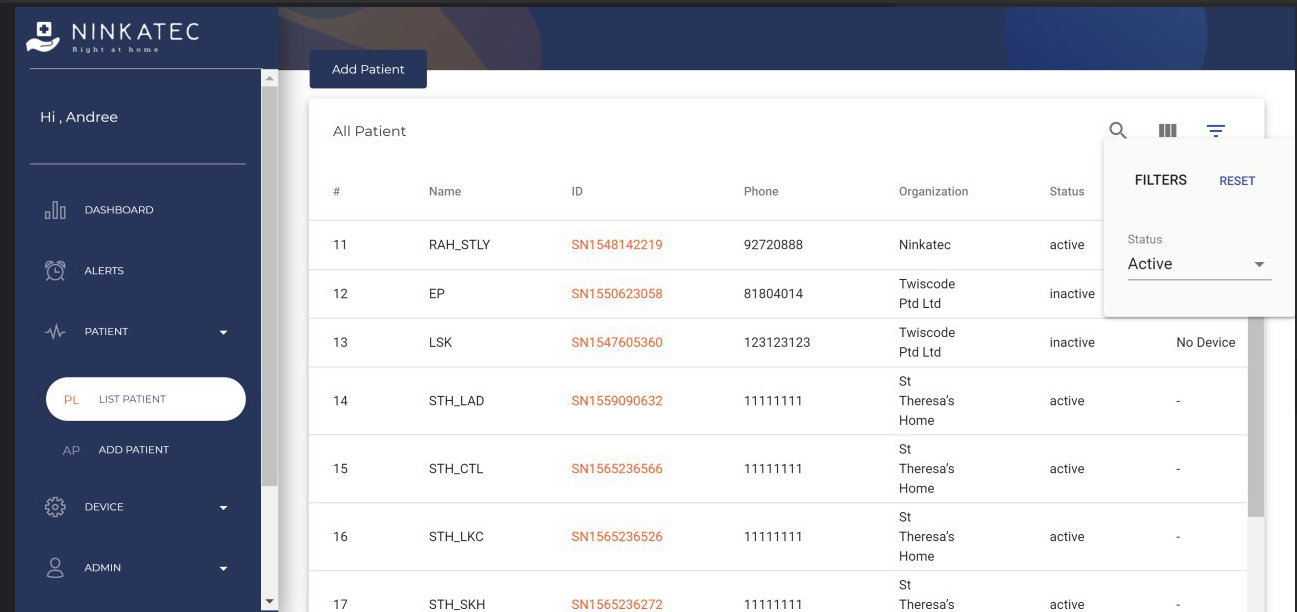 NINKATEC
Right at home
Add Patient
Hi , Andree
All Patient
FILTERS RESET
# Name ID Phone Organization Status
Status
Active
DASHBOARD
ALERTS
PATIENT
PL LIST PATIENT
AP ADD PATIENT
DEVICE
ADMIN
11 RAH_STLY SN1548142219 92720888 Ninkatec active
12 EP SN1550623058 81804014 Twiscode
Ptd Ltd inactive
13 LSK SN1547605360 123123123 Twiscode
Ptd Ltd inactive No Device
14 STH_LAD SN1559090632 11111111 St
Theresa’s
Home active -
15 STH_CTL SN1565236566 11111111 St
Theresa’s
Home active -
16 STH_LKC SN1565236526 11111111 St
Theresa’s
Home active -
17 STH_SKH SN1565236272 11111111 St
Theresa’s active -